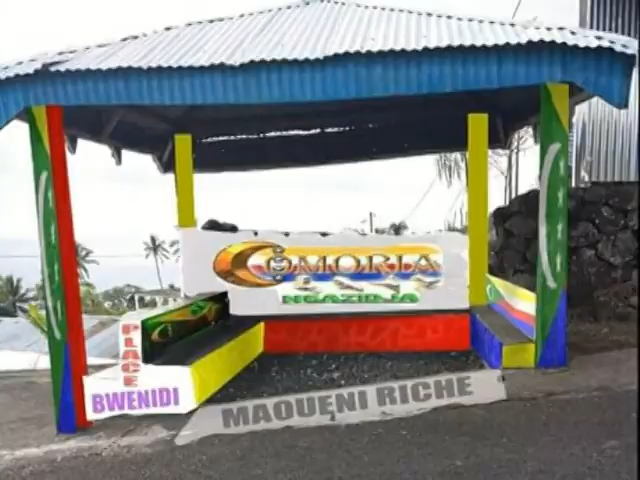 COMORIA
NGAZIDJA
PLACE
BWENIDI
MAOUENI RICHE